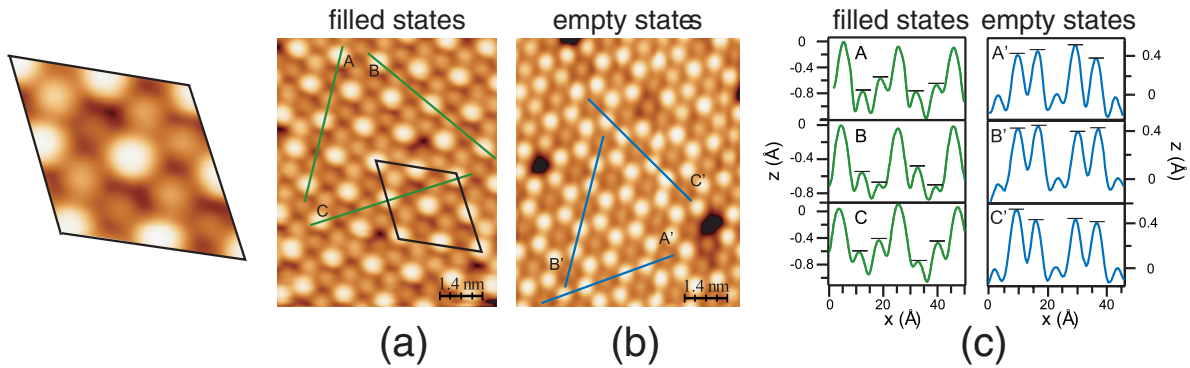 filled states
empty states
filled states empty states
A
B
C
1.4 nm
C'
A'
B'
1.4 nm
0
-0.4
-0.8
0
-0.4
-0.8
0
-0.4
-0.8
z (Å)
A
B
C
A'
B'
C'
0.4
0
0.4
0
0.4
0
z (Å)
0 20 40
x (Å)
0 20 40
x (Å)
(a)
(b)
(c)